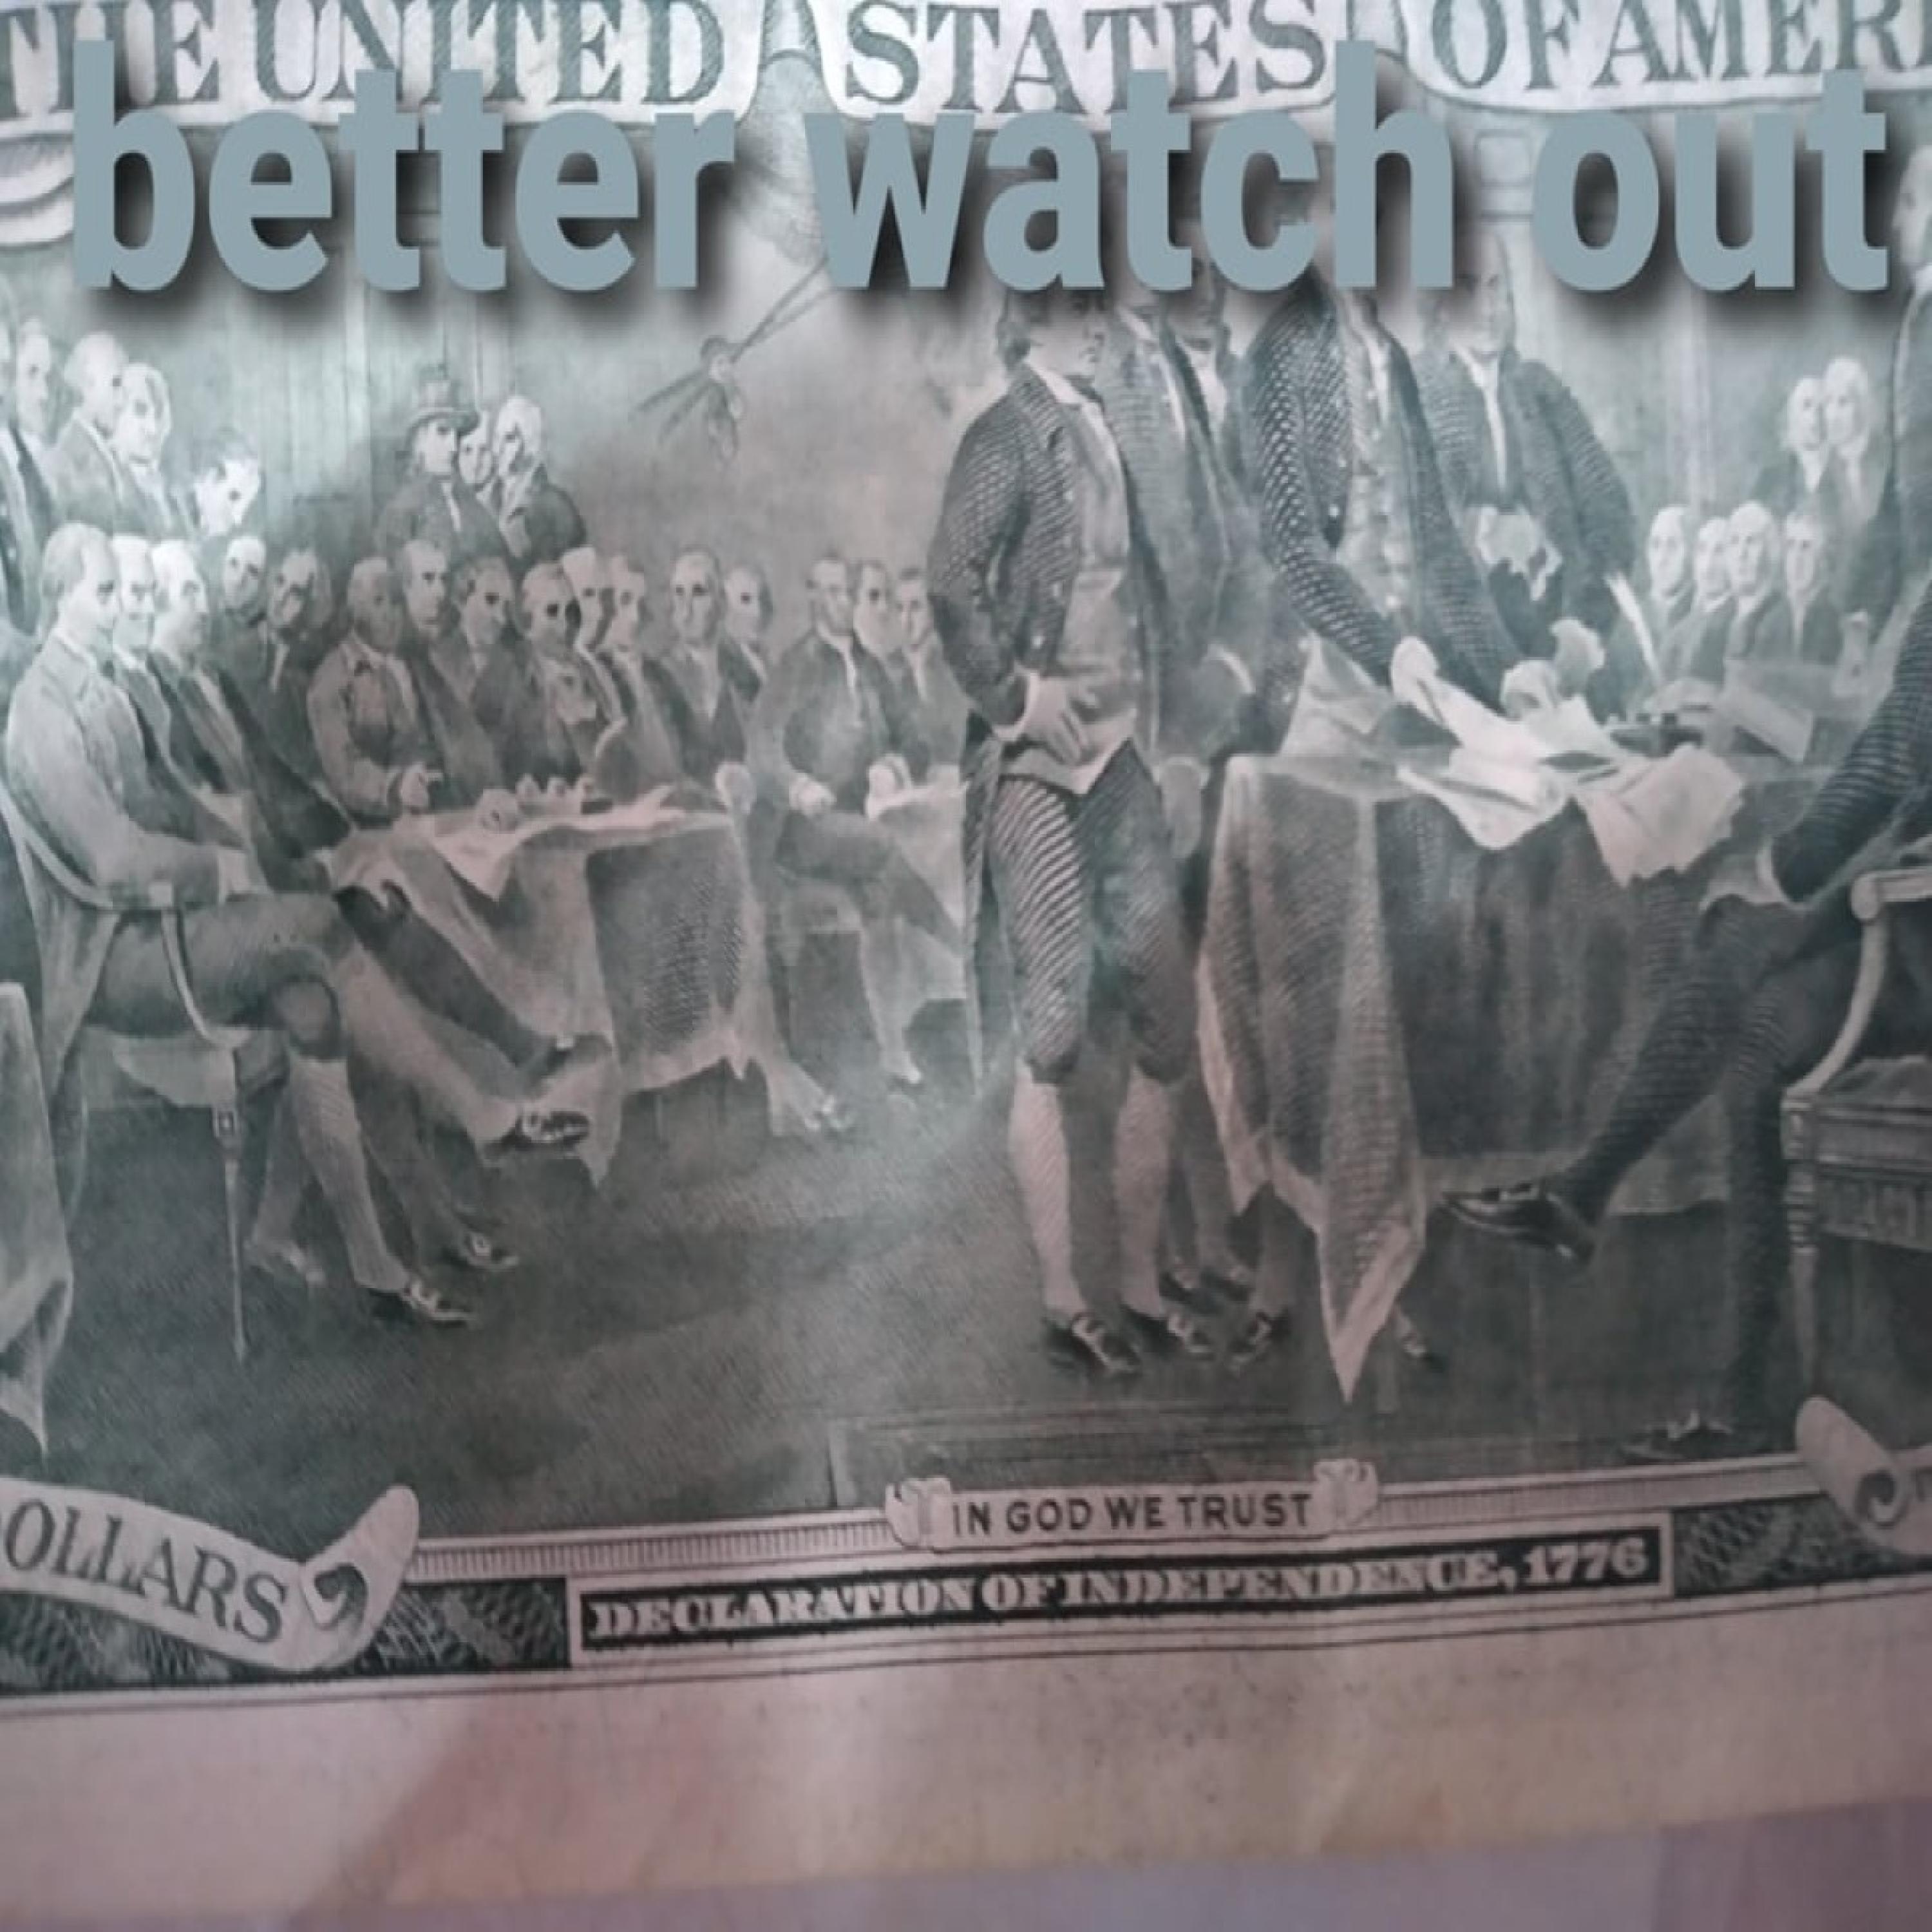 THE UNITED STATES OF AMER
better watch out
IN GOD WE TRUST
OLLARS
DECLARATION OF INDEPENDENCE, 1776